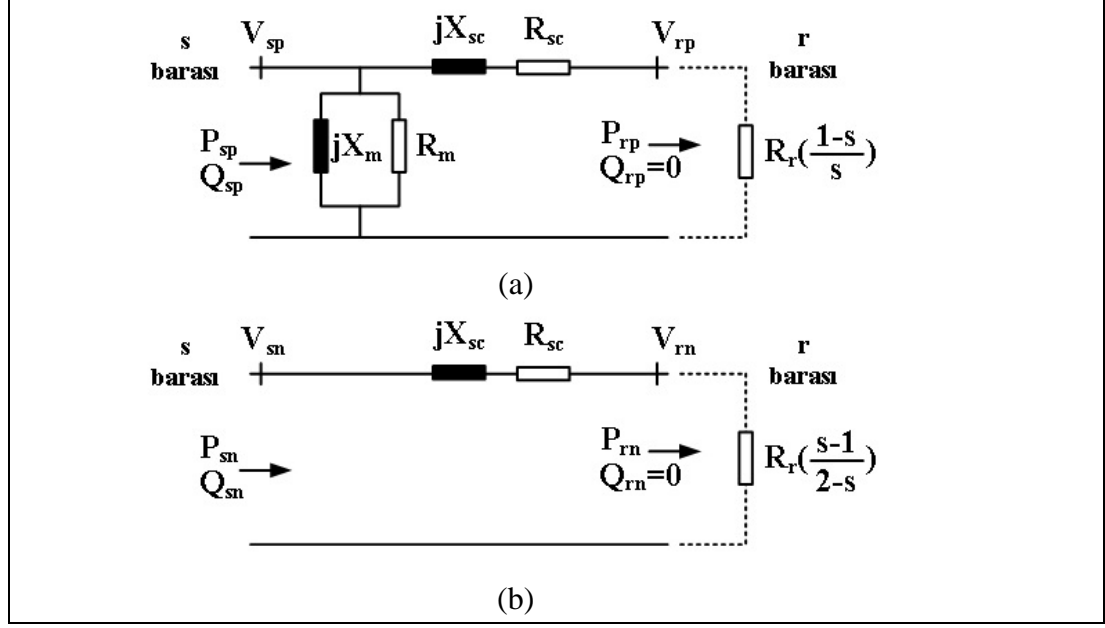 s
barası
V_sp
jX_sc
R_sc
V_rp
r
barası
P_sp
Q_sp
jX_m
R_m
P_rp
Q_rp=0
R_r(1-s/s)
(a)
s
barası
V_sn
jX_sc
R_sc
V_rn
r
barası
P_sn
Q_sn
P_rn
Q_rn=0
R_r(s-1/2-s)
(b)